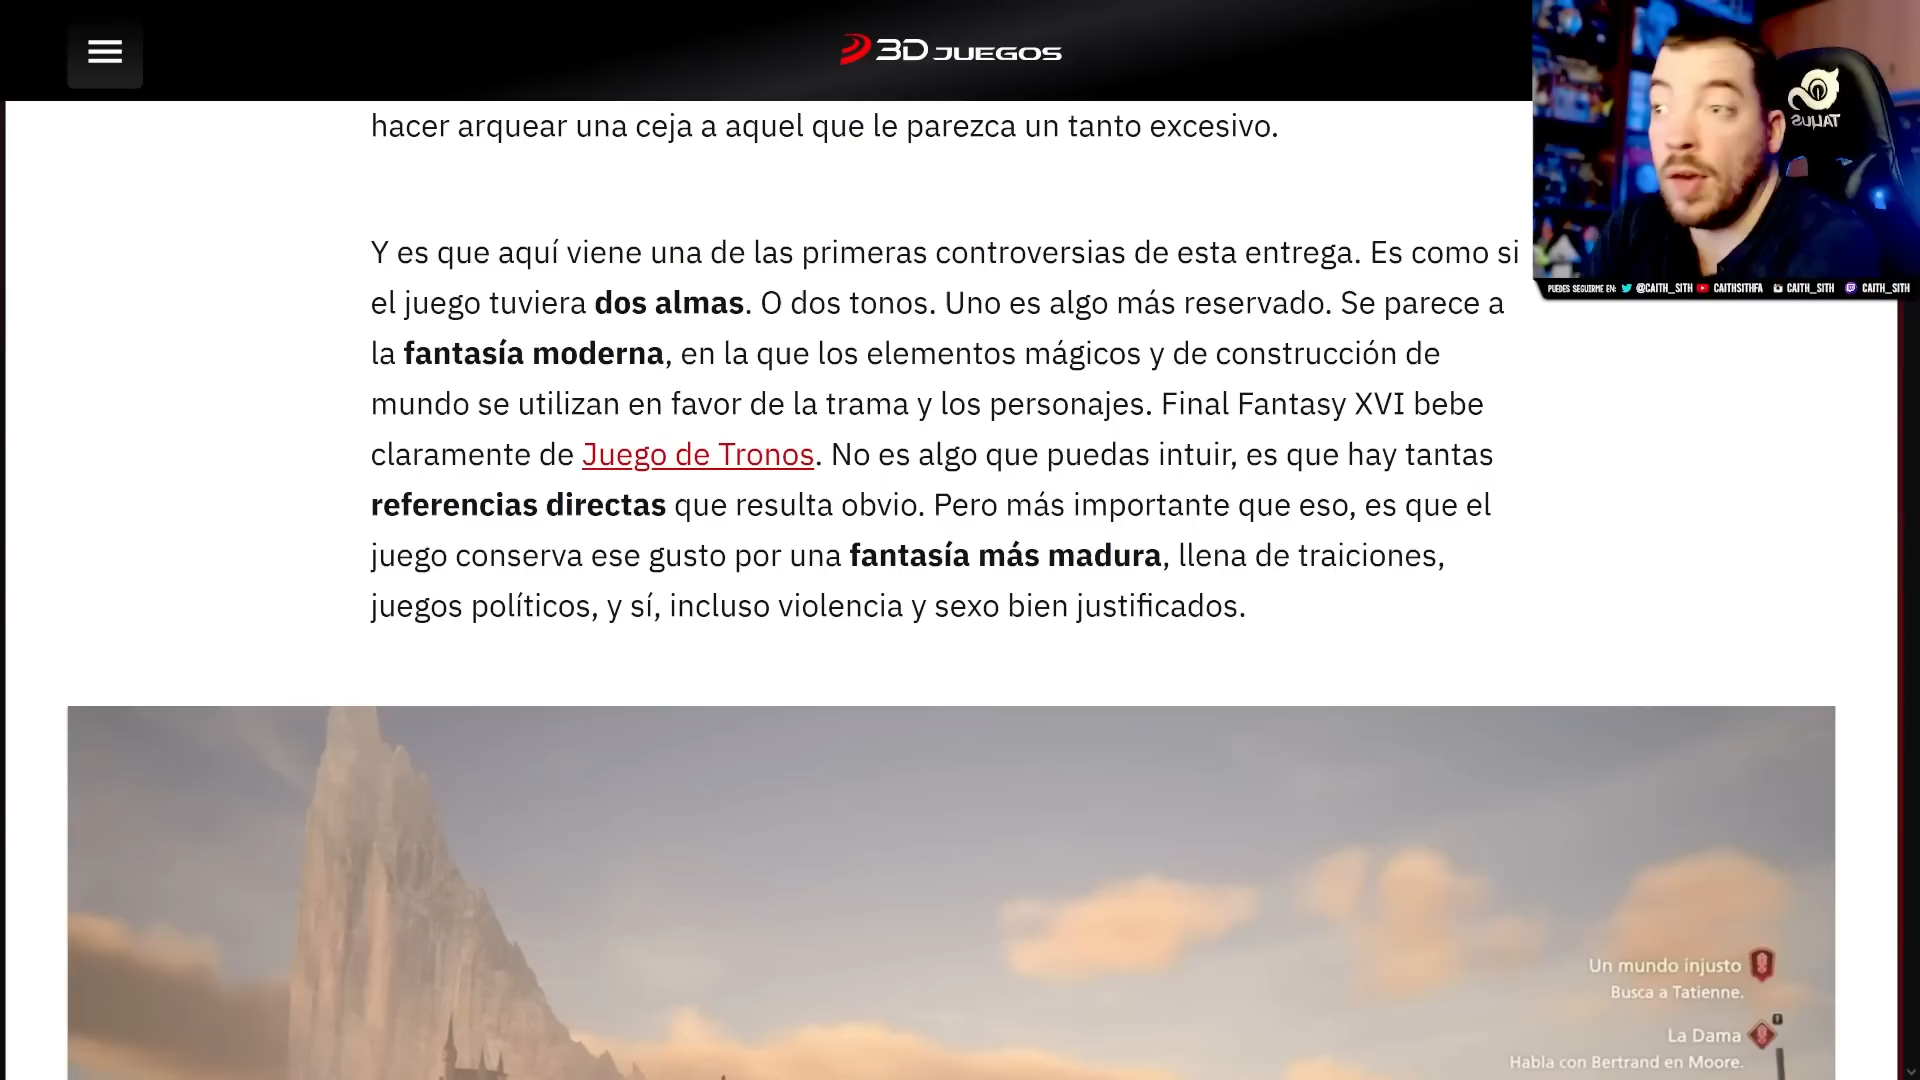 3D JUEGOS
TALIUS
PUEDES SEGUIRME EN: @CAITH_SITH CAITHSITHFA CAITH_SITH CAITH_SITH
hacer arquear una ceja a aquel que le parezca un tanto excesivo.
Y es que aquí viene una de las primeras controversias de esta entrega. Es como si
el juego tuviera dos almas. O dos tonos. Uno es algo más reservado. Se parece a
la fantasía moderna, en la que los elementos mágicos y de construcción de
mundo se utilizan en favor de la trama y los personajes. Final Fantasy XVI bebe
claramente de Juego de Tronos. No es algo que puedas intuir, es que hay tantas
referencias directas que resulta obvio. Pero más importante que eso, es que el
juego conserva ese gusto por una fantasía más madura, llena de traiciones,
juegos políticos, y sí, incluso violencia y sexo bien justificados.
Un mundo injusto
Busca a Tatienne.
La Dama
Habla con Bertrand en Moore.